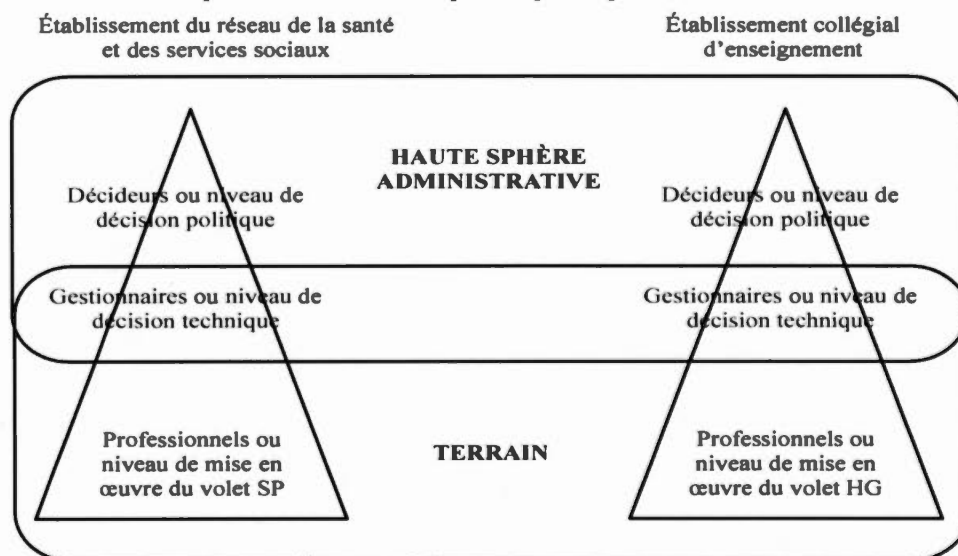 Établissement du réseau de la santé
et des services sociaux
Établissement collégial
d'enseignement
HAUTE SPHÈRE
ADMINISTRATIVE
Décideurs ou niveau de
décision politique
Décideurs ou niveau de
décision politique
Gestionnaires ou niveau de
décision technique
Gestionnaires ou niveau de
décision technique
Professionnels ou
niveau de mise en
œuvre du volet SP
TERRAIN
Professionnels ou
niveau de mise en
œuvre du volet HG